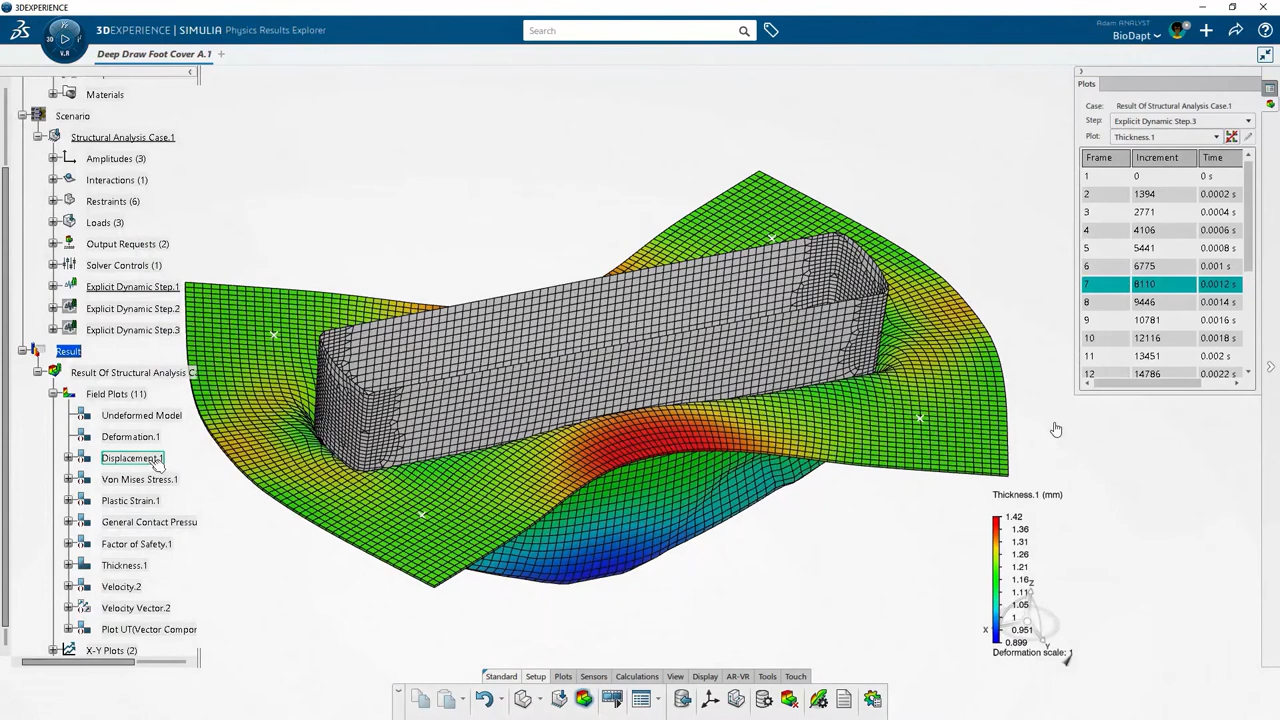 3DEXPERIENCE
3DEXPERIENCE | SIMULIA Physics Results Explorer
Search
Adam ANALYST
BioDapt
3D
V.R
Deep Draw Foot Cover A.1
Materials
Scenario
Structural Analysis Case.1
Amplitudes (3)
Interactions (1)
Restraints (6)
Loads (3)
Output Requests (2)
Solver Controls (1)
Explicit Dynamic Step.1
Explicit Dynamic Step.2
Explicit Dynamic Step.3
Result
Result Of Structural Analysis Ca
Field Plots (11)
Undeformed Model
Deformation.1
Displacement.1
Von Mises Stress.1
Plastic Strain.1
General Contact Pressu
Factor of Safety.1
Thickness.1
Velocity.2
Velocity Vector.2
Plot UT(Vector Compor
X-Y Plots (2)
Plots
Case: Result Of Structural Analysis Case.1
Step: Explicit Dynamic Step.3
Plot: Thickness.1
Frame Increment Time
1 0 0 s
2 1394 0.0002 s
3 2771 0.0004 s
4 4106 0.0006 s
5 5441 0.0008 s
6 6775 0.001 s
7 8110 0.0012 s
8 9446 0.0014 s
9 10781 0.0016 s
10 12116 0.0018 s
11 13451 0.002 s
12 14786 0.0022 s
Thickness.1 (mm)
1.42
1.36
1.31
1.26
1.21
1.16
1.11
1.05
1
0.951
0.899
Z
X
Y
Deformation scale: 1
Standard Setup Plots Sensors Calculations View Display AR-VR Tools Touch